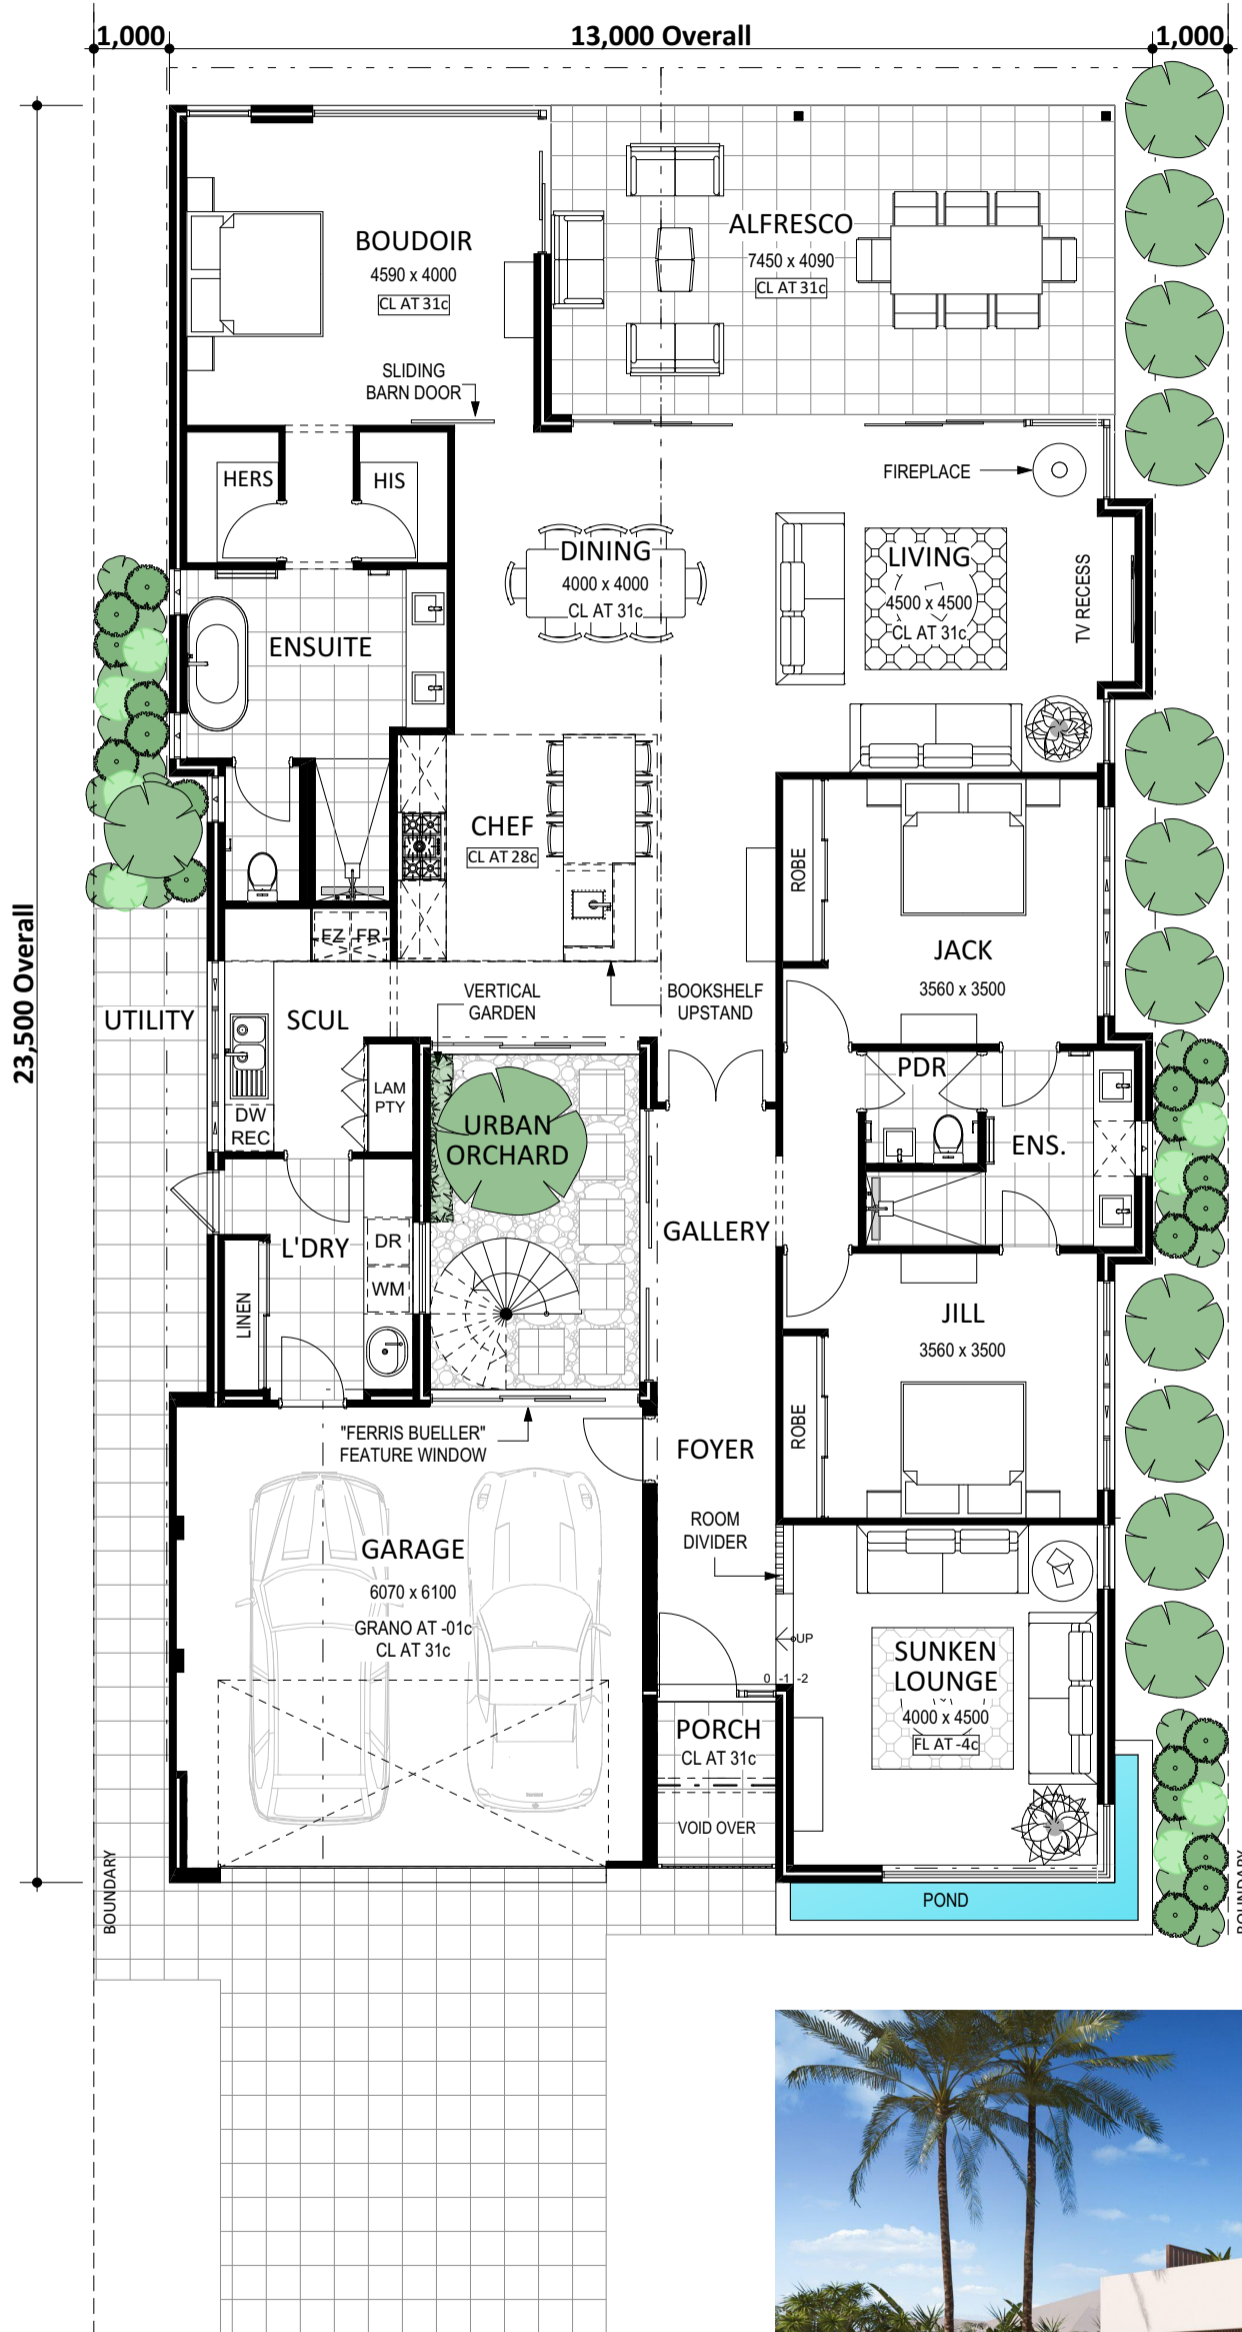 1,000
13,000 Overall
1,000
23,500 Overall
BOUDOIR
4590 x 4000
CL AT 31c
ALFRESCO
7450 x 4090
CL AT 31c
SLIDING
BARN DOOR
HERS
HIS
FIREPLACE
DINING
4000 x 4000
CL AT 31c
LIVING
4500 x 4500
CL AT 31c
TV RECESS
ENSUITE
CHEF
CL AT 28c
ROBE
JACK
3560 x 3500
FZ
FR
UTILITY
SCUL
VERTICAL
GARDEN
BOOKSHELF
UPSTAND
LAM
PTY
DW
REC
PDR
ENS.
URBAN
ORCHARD
GALLERY
L'DRY
DR
WM
LINEN
JILL
3560 x 3500
ROBE
"FERRIS BUELLER"
FEATURE WINDOW
FOYER
ROOM
DIVIDER
GARAGE
6070 x 6100
GRANO AT -01c
CL AT 31c
UP
0 -1 -2
SUNKEN
LOUNGE
4000 x 4500
FL AT -4c
PORCH
CL AT 31c
VOID OVER
POND
BOUNDARY
BOUNDARY